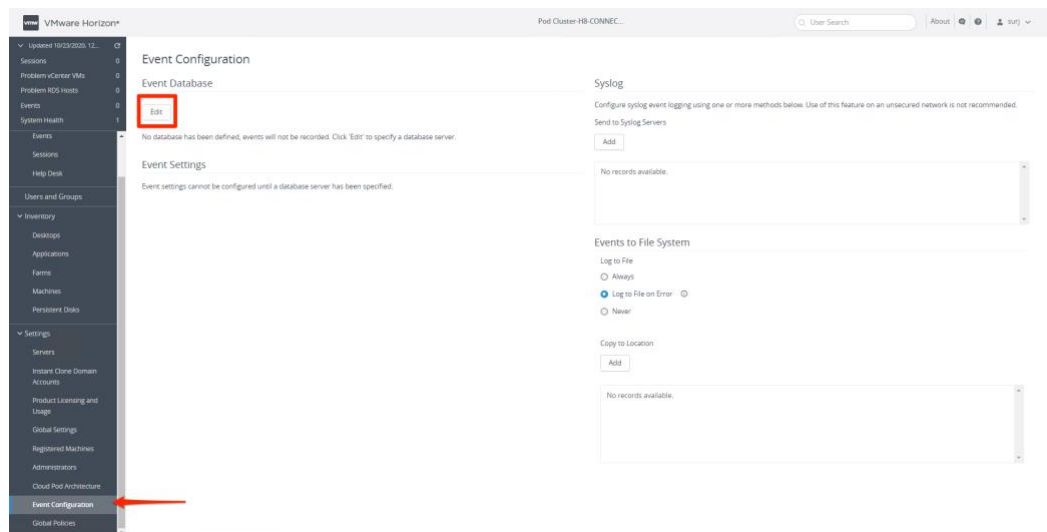 vmw VMware Horizon®
Pod Cluster-H8-CONNEC...
User Search
About
surj
Updated 10/23/2020, 12...
Sessions 0
Problem vCenter VMs 0
Problem RDS Hosts 0
Events 0
System Health 1
Events
Sessions
Help Desk
Users and Groups
Inventory
Desktops
Applications
Farms
Machines
Persistent Disks
Settings
Servers
Instant Clone Domain
Accounts
Product Licensing and
Usage
Global Settings
Registered Machines
Administrators
Cloud Pod Architecture
Event Configuration
Global Policies
Event Configuration
Event Database
Edit
No database has been defined, events will not be recorded. Click 'Edit' to specify a database server.
Event Settings
Event settings cannot be configured until a database server has been specified.
Syslog
Configure syslog event logging using one or more methods below. Use of this feature on an unsecured network is not recommended.
Send to Syslog Servers
Add
No records available.
Events to File System
Log to File
Always
Log to File on Error
Never
Copy to Location
Add
No records available.